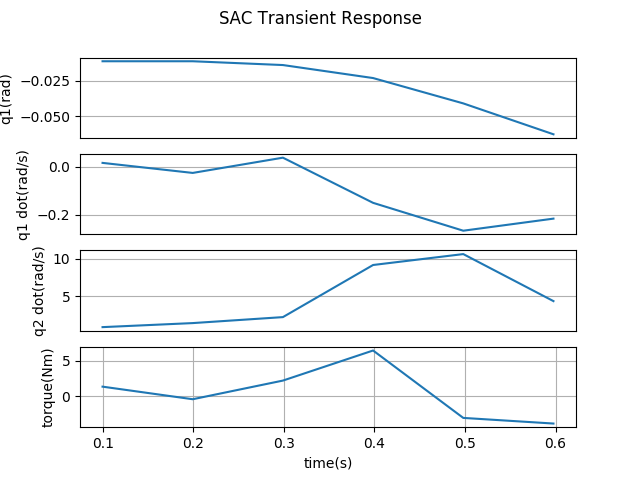 SAC Transient Response
q1(rad)
−0.025
−0.050
q1 dot(rad/s)
0.0
−0.2
q2 dot(rad/s)
10
5
torque(Nm)
5
0
0.1 0.2 0.3 0.4 0.5 0.6
time(s)